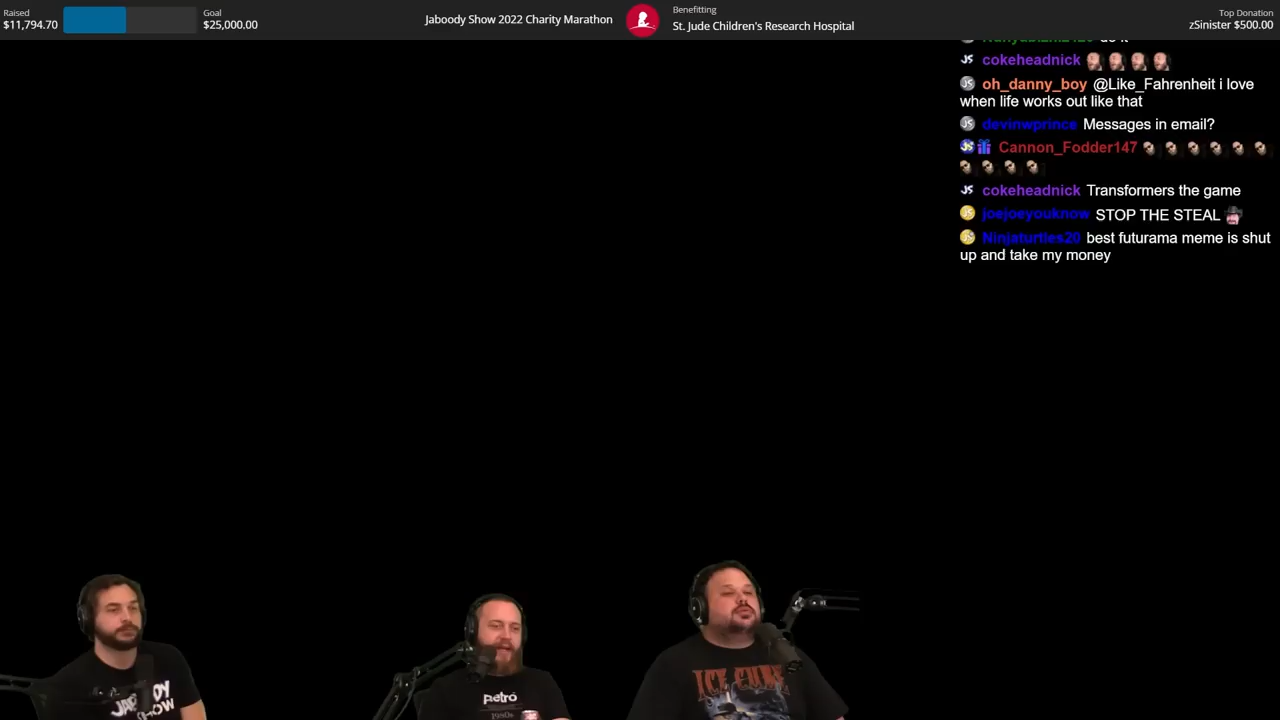 Raised
$11,794.70
Goal
$25,000.00
Jaboody Show 2022 Charity Marathon
Benefitting
St. Jude Children's Research Hospital
Top Donation
zSinister $500.00
cokeheadnick
oh_danny_boy @Like_Fahrenheit i love
when life works out like that
devinwprince Messages in email?
Cannon_Fodder147
cokeheadnick Transformers the game
joejoeyouknow STOP THE STEAL
Ninjaturtles20 best futurama meme is shut
up and take my money
petro
1980s
ICE CUBE